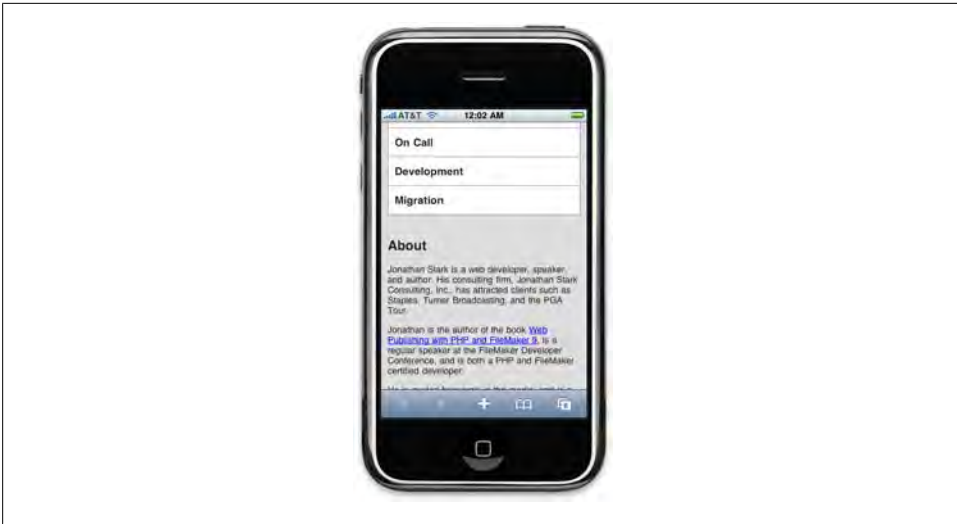 AT&T 12:02 AM
On Call
Development
Migration
About
Jonathan Stark is a web developer, speaker,
and author. His consulting firm, Jonathan Stark
Consulting, Inc., has attracted clients such as
Staples, Turner Broadcasting, and the PGA
Tour.
Jonathan is the author of the book Web
Publishing with PHP and FileMaker 9, is a
regular speaker at the FileMaker Developer
Conference, and is both a PHP and FileMaker
certified developer.